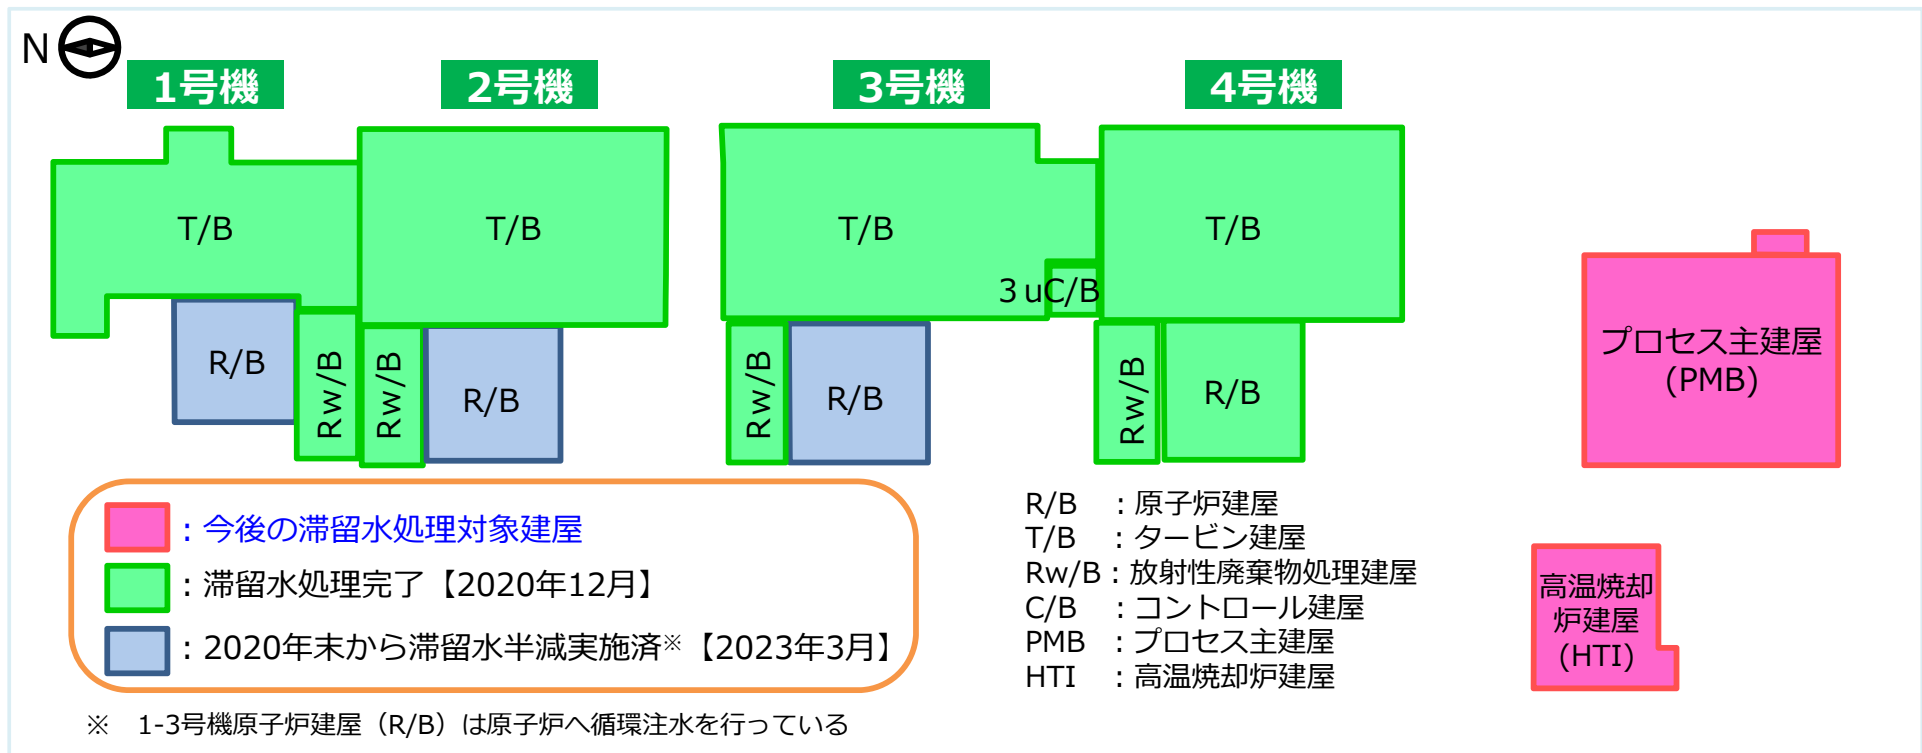 N
1号機
2号機
3号機
4号機
T/B
T/B
T/B
T/B
3uC/B
R/B
Rw/B
Rw/B
R/B
Rw/B
R/B
Rw/B
R/B
プロセス主建屋
(PMB)
：今後の滞留水処理対象建屋
：滞留水処理完了【2020年12月】
：2020年末から滞留水半減実施済※【2023年3月】
※　1-3号機原子炉建屋（R/B）は原子炉へ循環注水を行っている
R/B　：原子炉建屋
T/B　：タービン建屋
Rw/B：放射性廃棄物処理建屋
C/B　：コントロール建屋
PMB　：プロセス主建屋
HTI　：高温焼却炉建屋
高温焼却
炉建屋
(HTI)